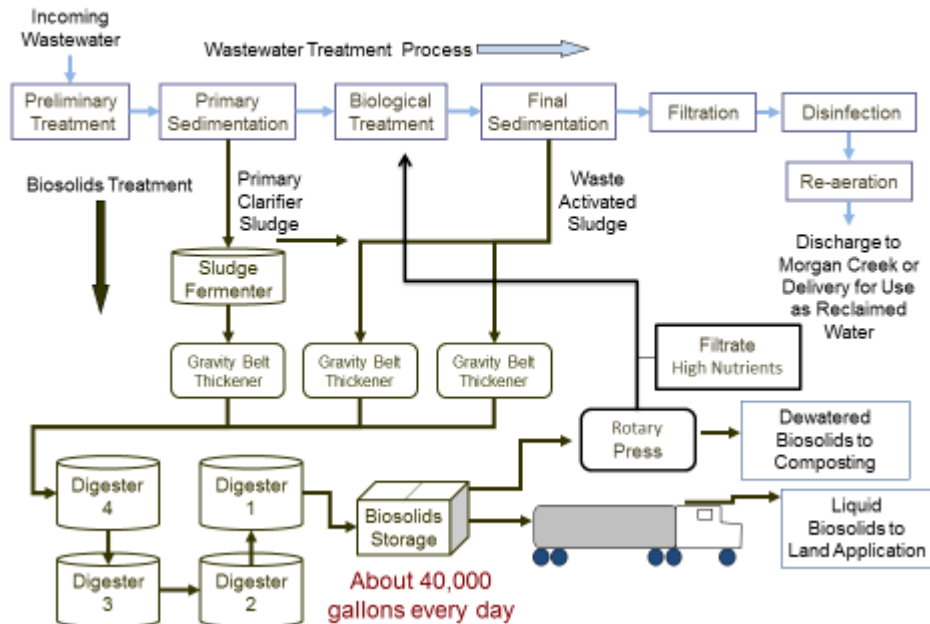 Incoming
Wastewater
Wastewater Treatment Process
Preliminary
Treatment
Primary
Sedimentation
Biological
Treatment
Final
Sedimentation
Filtration
Disinfection
Re-aeration
Biosolids Treatment
Primary
Clarifier
Sludge
Waste
Activated
Sludge
Discharge to
Morgan Creek or
Delivery for Use
as Reclaimed
Water
Sludge
Fermenter
Gravity Belt
Thickener
Gravity Belt
Thickener
Gravity Belt
Thickener
Filtrate
High Nutrients
Rotary
Press
Dewatered
Biosolids to
Composting
Digester
4
Digester
1
Biosolids
Storage
Liquid
Biosolids to
Land Application
Digester
3
Digester
2
About 40,000
gallons every day